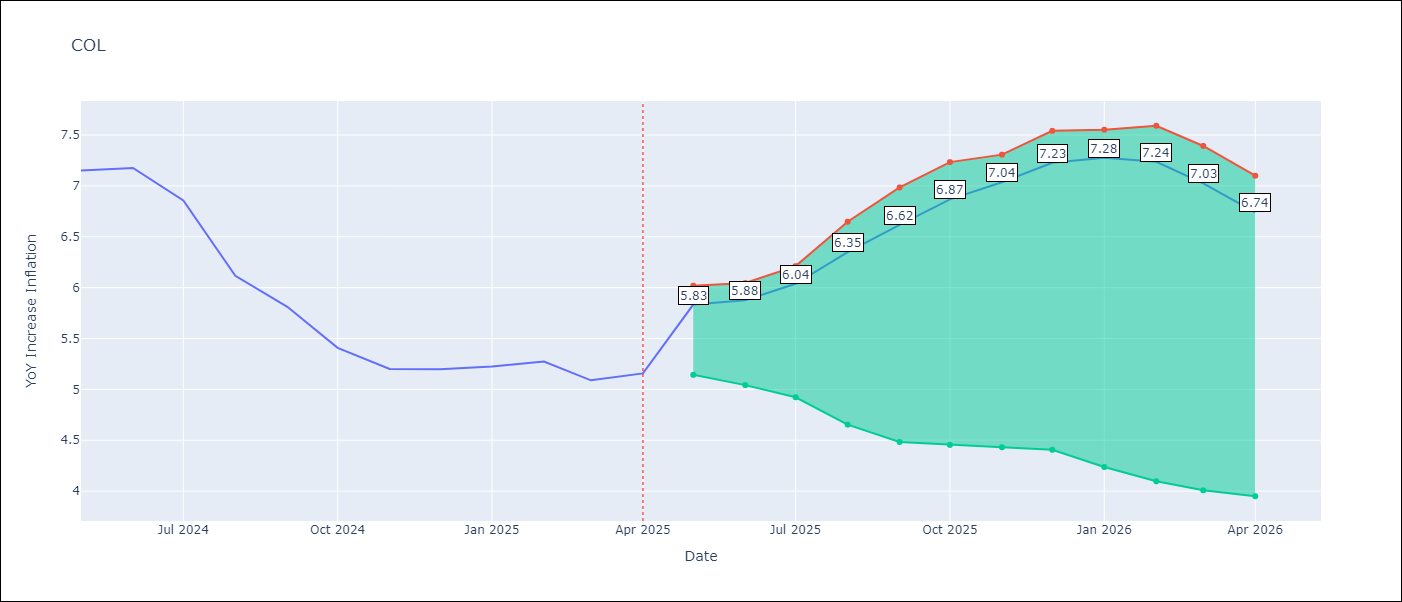 COL
YoY Increase Inflation
7.5
7
6.5
6
5.5
5
4.5
4
5.83
5.88
6.04
6.35
6.62
6.87
7.04
7.23
7.28
7.24
7.03
6.74
Jul 2024
Oct 2024
Jan 2025
Apr 2025
Jul 2025
Oct 2025
Jan 2026
Apr 2026
Date